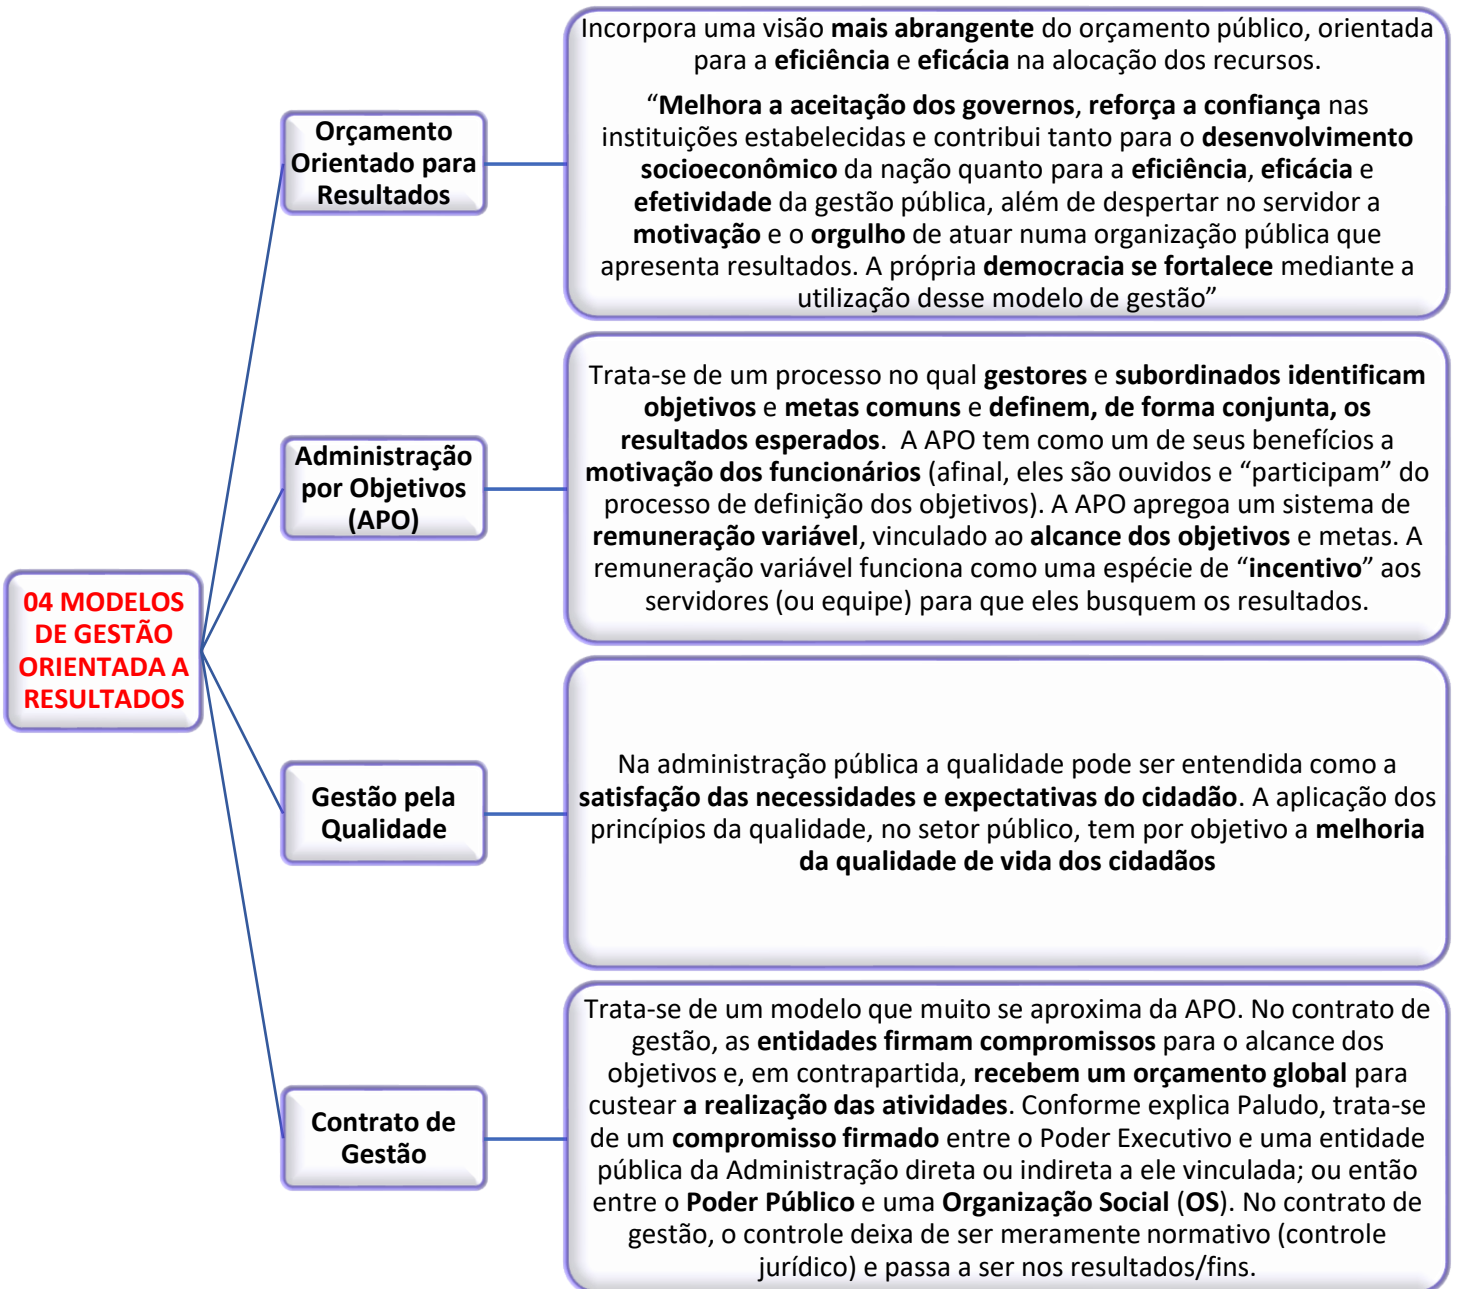 Incorpora uma visão mais abrangente do orçamento público, orientada
para a eficiência e eficácia na alocação dos recursos.
“Melhora a aceitação dos governos, reforça a confiança nas
instituições estabelecidas e contribui tanto para o desenvolvimento
socioeconômico da nação quanto para a eficiência, eficácia e
efetividade da gestão pública, além de despertar no servidor a
motivação e o orgulho de atuar numa organização pública que
apresenta resultados. A própria democracia se fortalece mediante a
utilização desse modelo de gestão”
Orçamento
Orientado para
Resultados
Trata-se de um processo no qual gestores e subordinados identificam
objetivos e metas comuns e definem, de forma conjunta, os
resultados esperados. A APO tem como um de seus benefícios a
motivação dos funcionários (afinal, eles são ouvidos e “participam” do
processo de definição dos objetivos). A APO apregoa um sistema de
remuneração variável, vinculado ao alcance dos objetivos e metas. A
remuneração variável funciona como uma espécie de “incentivo” aos
servidores (ou equipe) para que eles busquem os resultados.
Administração
por Objetivos
(APO)
04 MODELOS
DE GESTÃO
ORIENTADA A
RESULTADOS
Na administração pública a qualidade pode ser entendida como a
satisfação das necessidades e expectativas do cidadão. A aplicação dos
princípios da qualidade, no setor público, tem por objetivo a melhoria
da qualidade de vida dos cidadãos
Gestão pela
Qualidade
Trata-se de um modelo que muito se aproxima da APO. No contrato de
gestão, as entidades firmam compromissos para o alcance dos
objetivos e, em contrapartida, recebem um orçamento global para
custear a realização das atividades. Conforme explica Paludo, trata-se
de um compromisso firmado entre o Poder Executivo e uma entidade
pública da Administração direta ou indireta a ele vinculada; ou então
entre o Poder Público e uma Organização Social (OS). No contrato de
gestão, o controle deixa de ser meramente normativo (controle
jurídico) e passa a ser nos resultados/fins.
Contrato de
Gestão